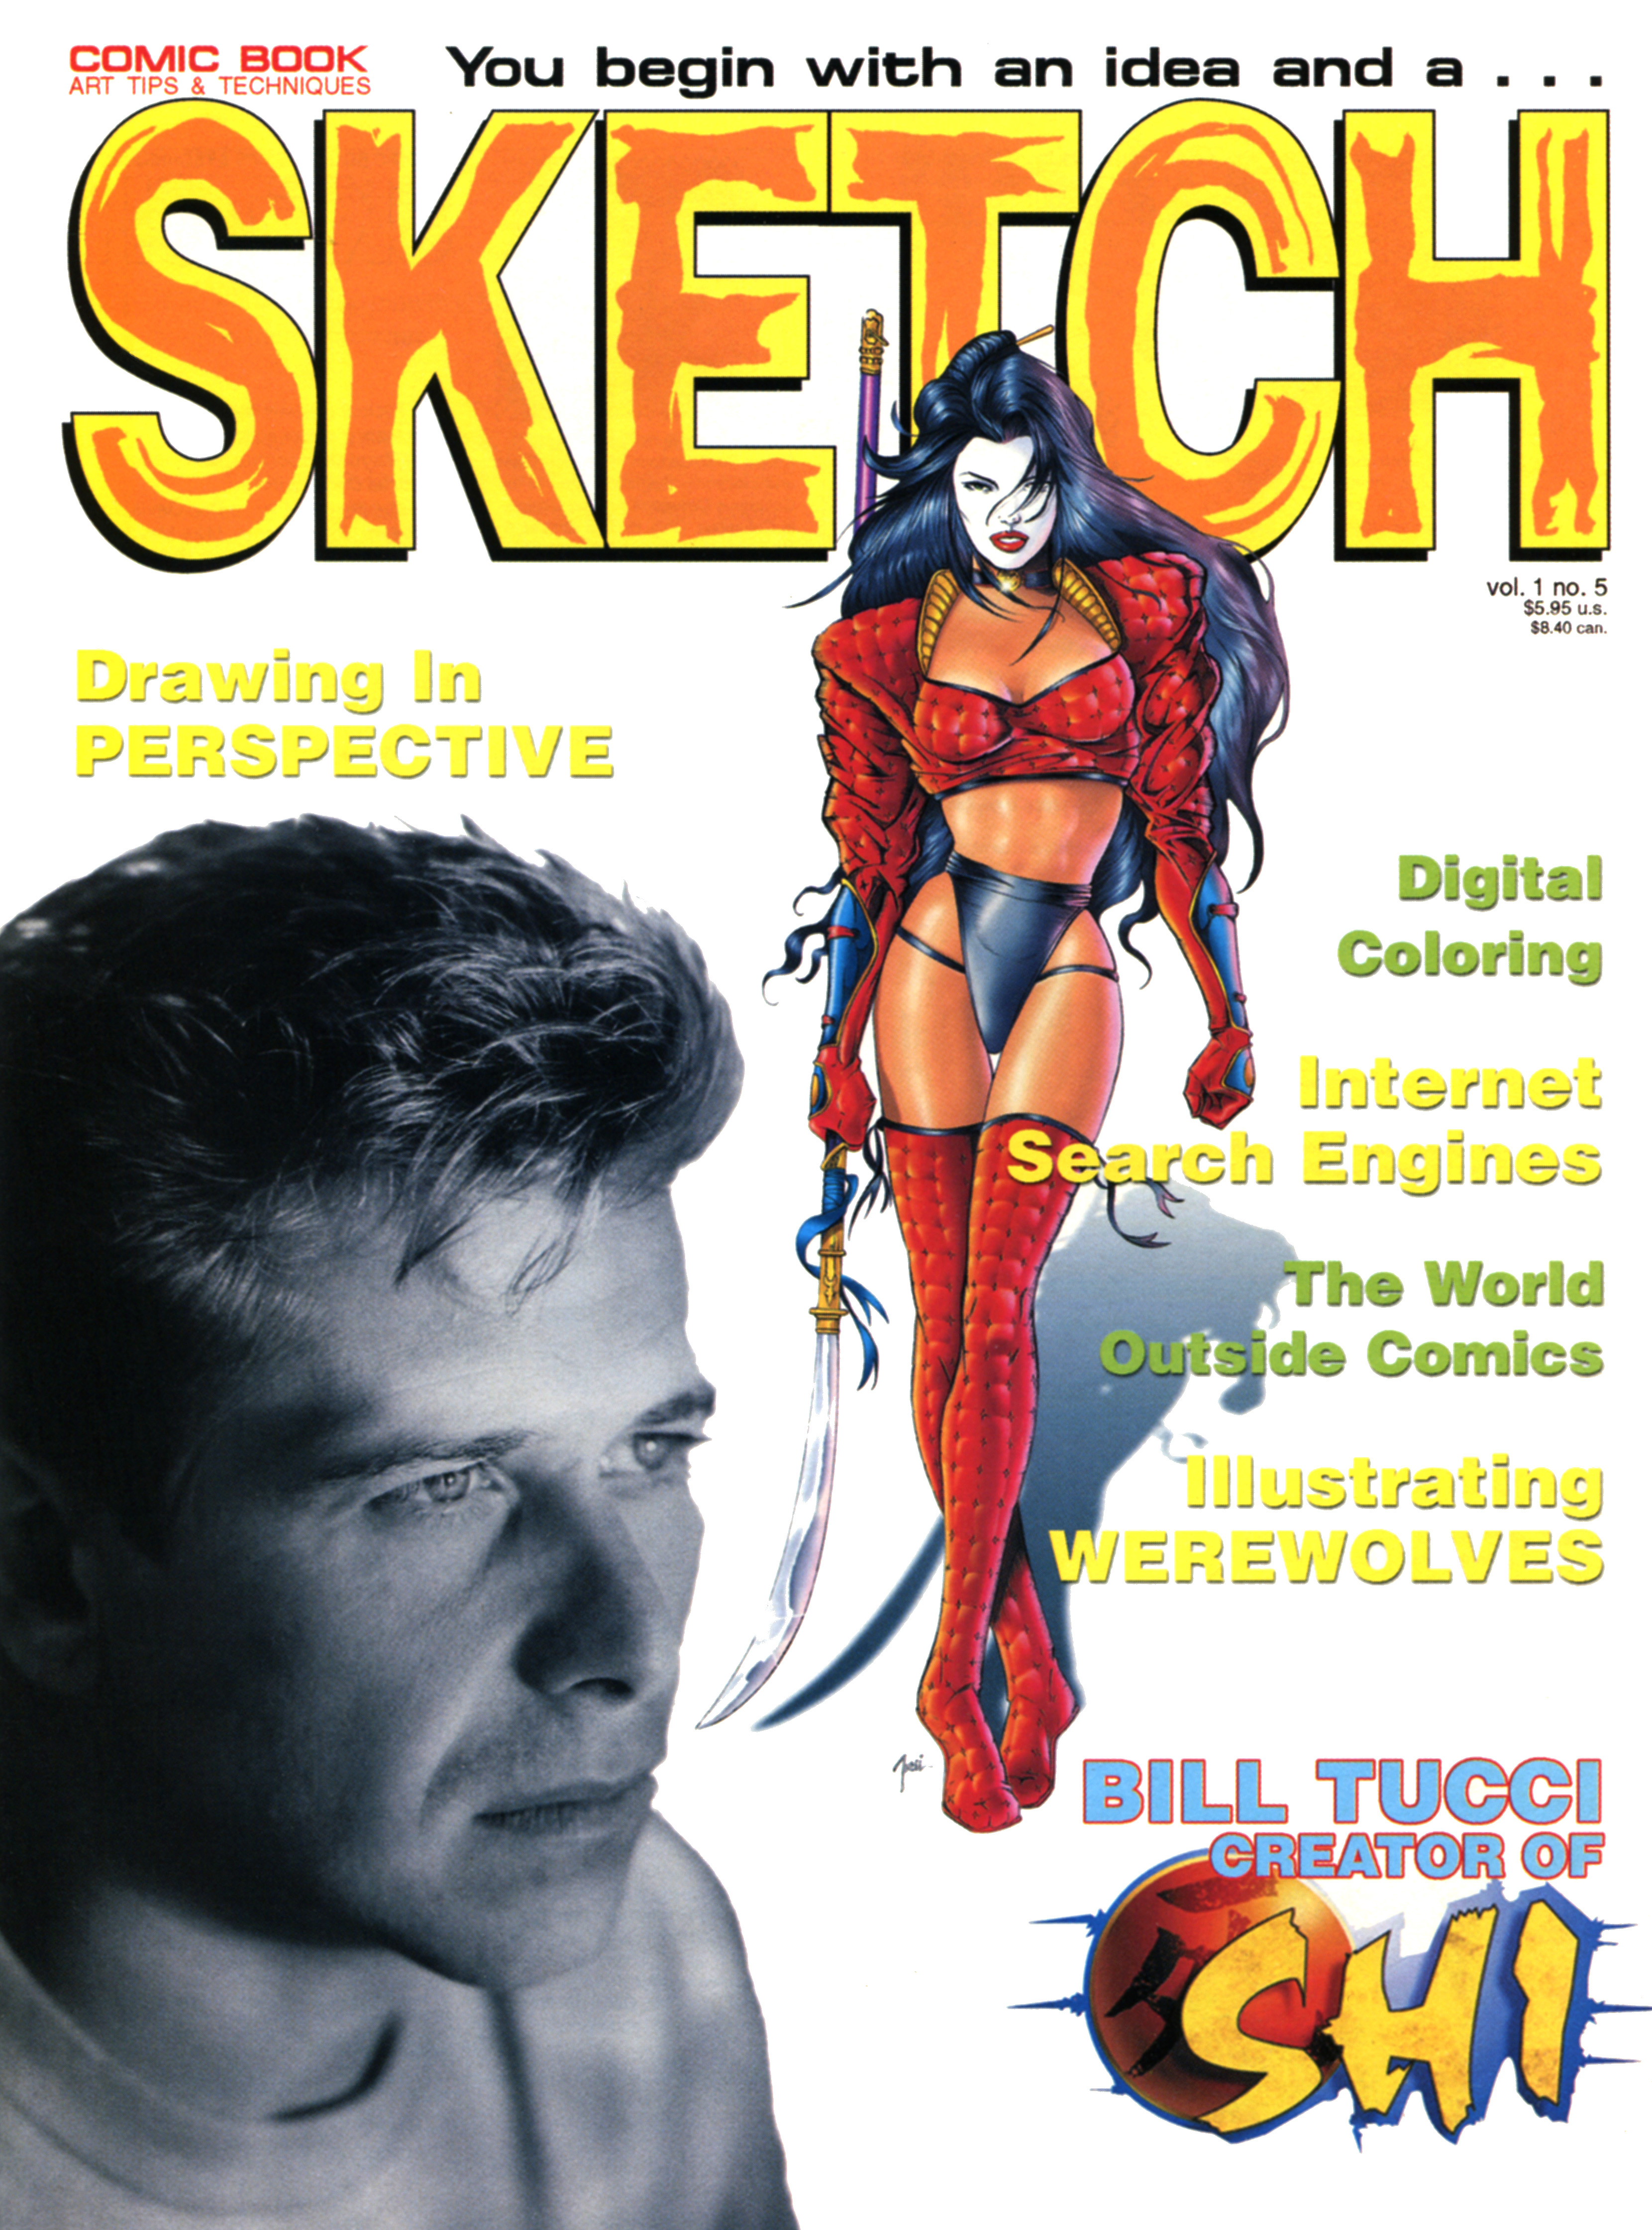 COMIC BOOK
ART TIPS & TECHNIQUES
You begin with an idea and a . . .
SKETCH
vol. 1 no. 5
$5.95 u.s.
$8.40 can.
Drawing In
PERSPECTIVE
Digital
Coloring
Internet
Search Engines
The World
Outside Comics
Illustrating
WEREWOLVES
BILL TUCCI
CREATOR OF
SHI